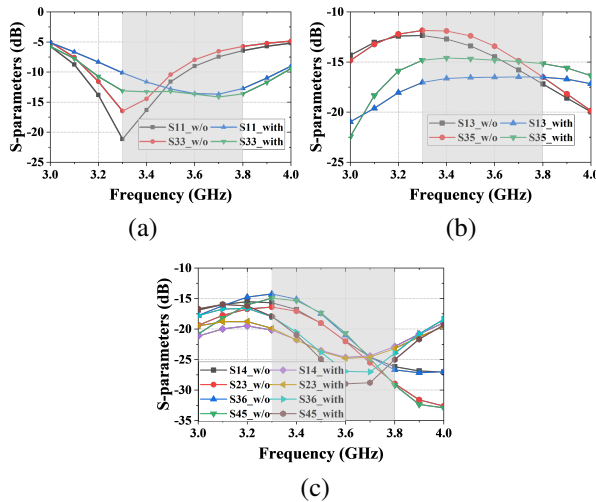 -5
-10
-15
-20
-25
S-parameters (dB)
S11_w/o
S11_with
S33_w/o
S33_with
3.0
3.2
3.4
3.6
3.8
4.0
Frequency (GHz)
(a)
-10
-15
-20
-25
S-parameters (dB)
S13_w/o
S13_with
S35_w/o
S35_with
3.0
3.2
3.4
3.6
3.8
4.0
Frequency (GHz)
(b)
-10
-15
-20
-25
-30
-35
S-parameters (dB)
S14_w/o
S14_with
S23_w/o
S23_with
S36_w/o
S36_with
S45_w/o
S45_with
3.0
3.2
3.4
3.6
3.8
4.0
Frequency (GHz)
(c)